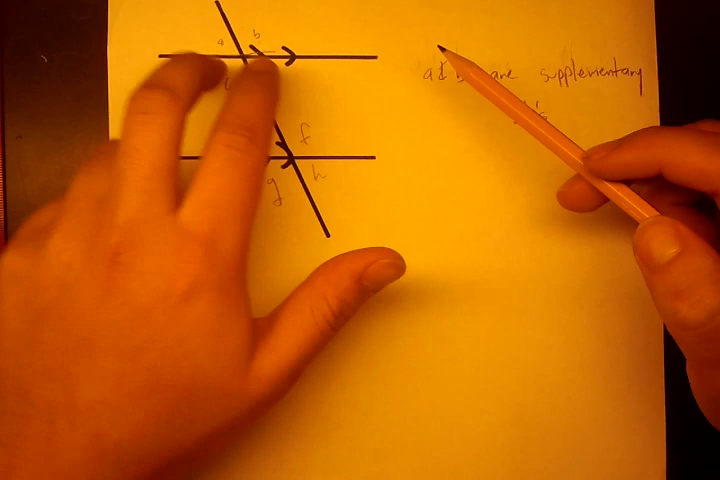 a b
a & b are supplementary
∠'s
f
g h